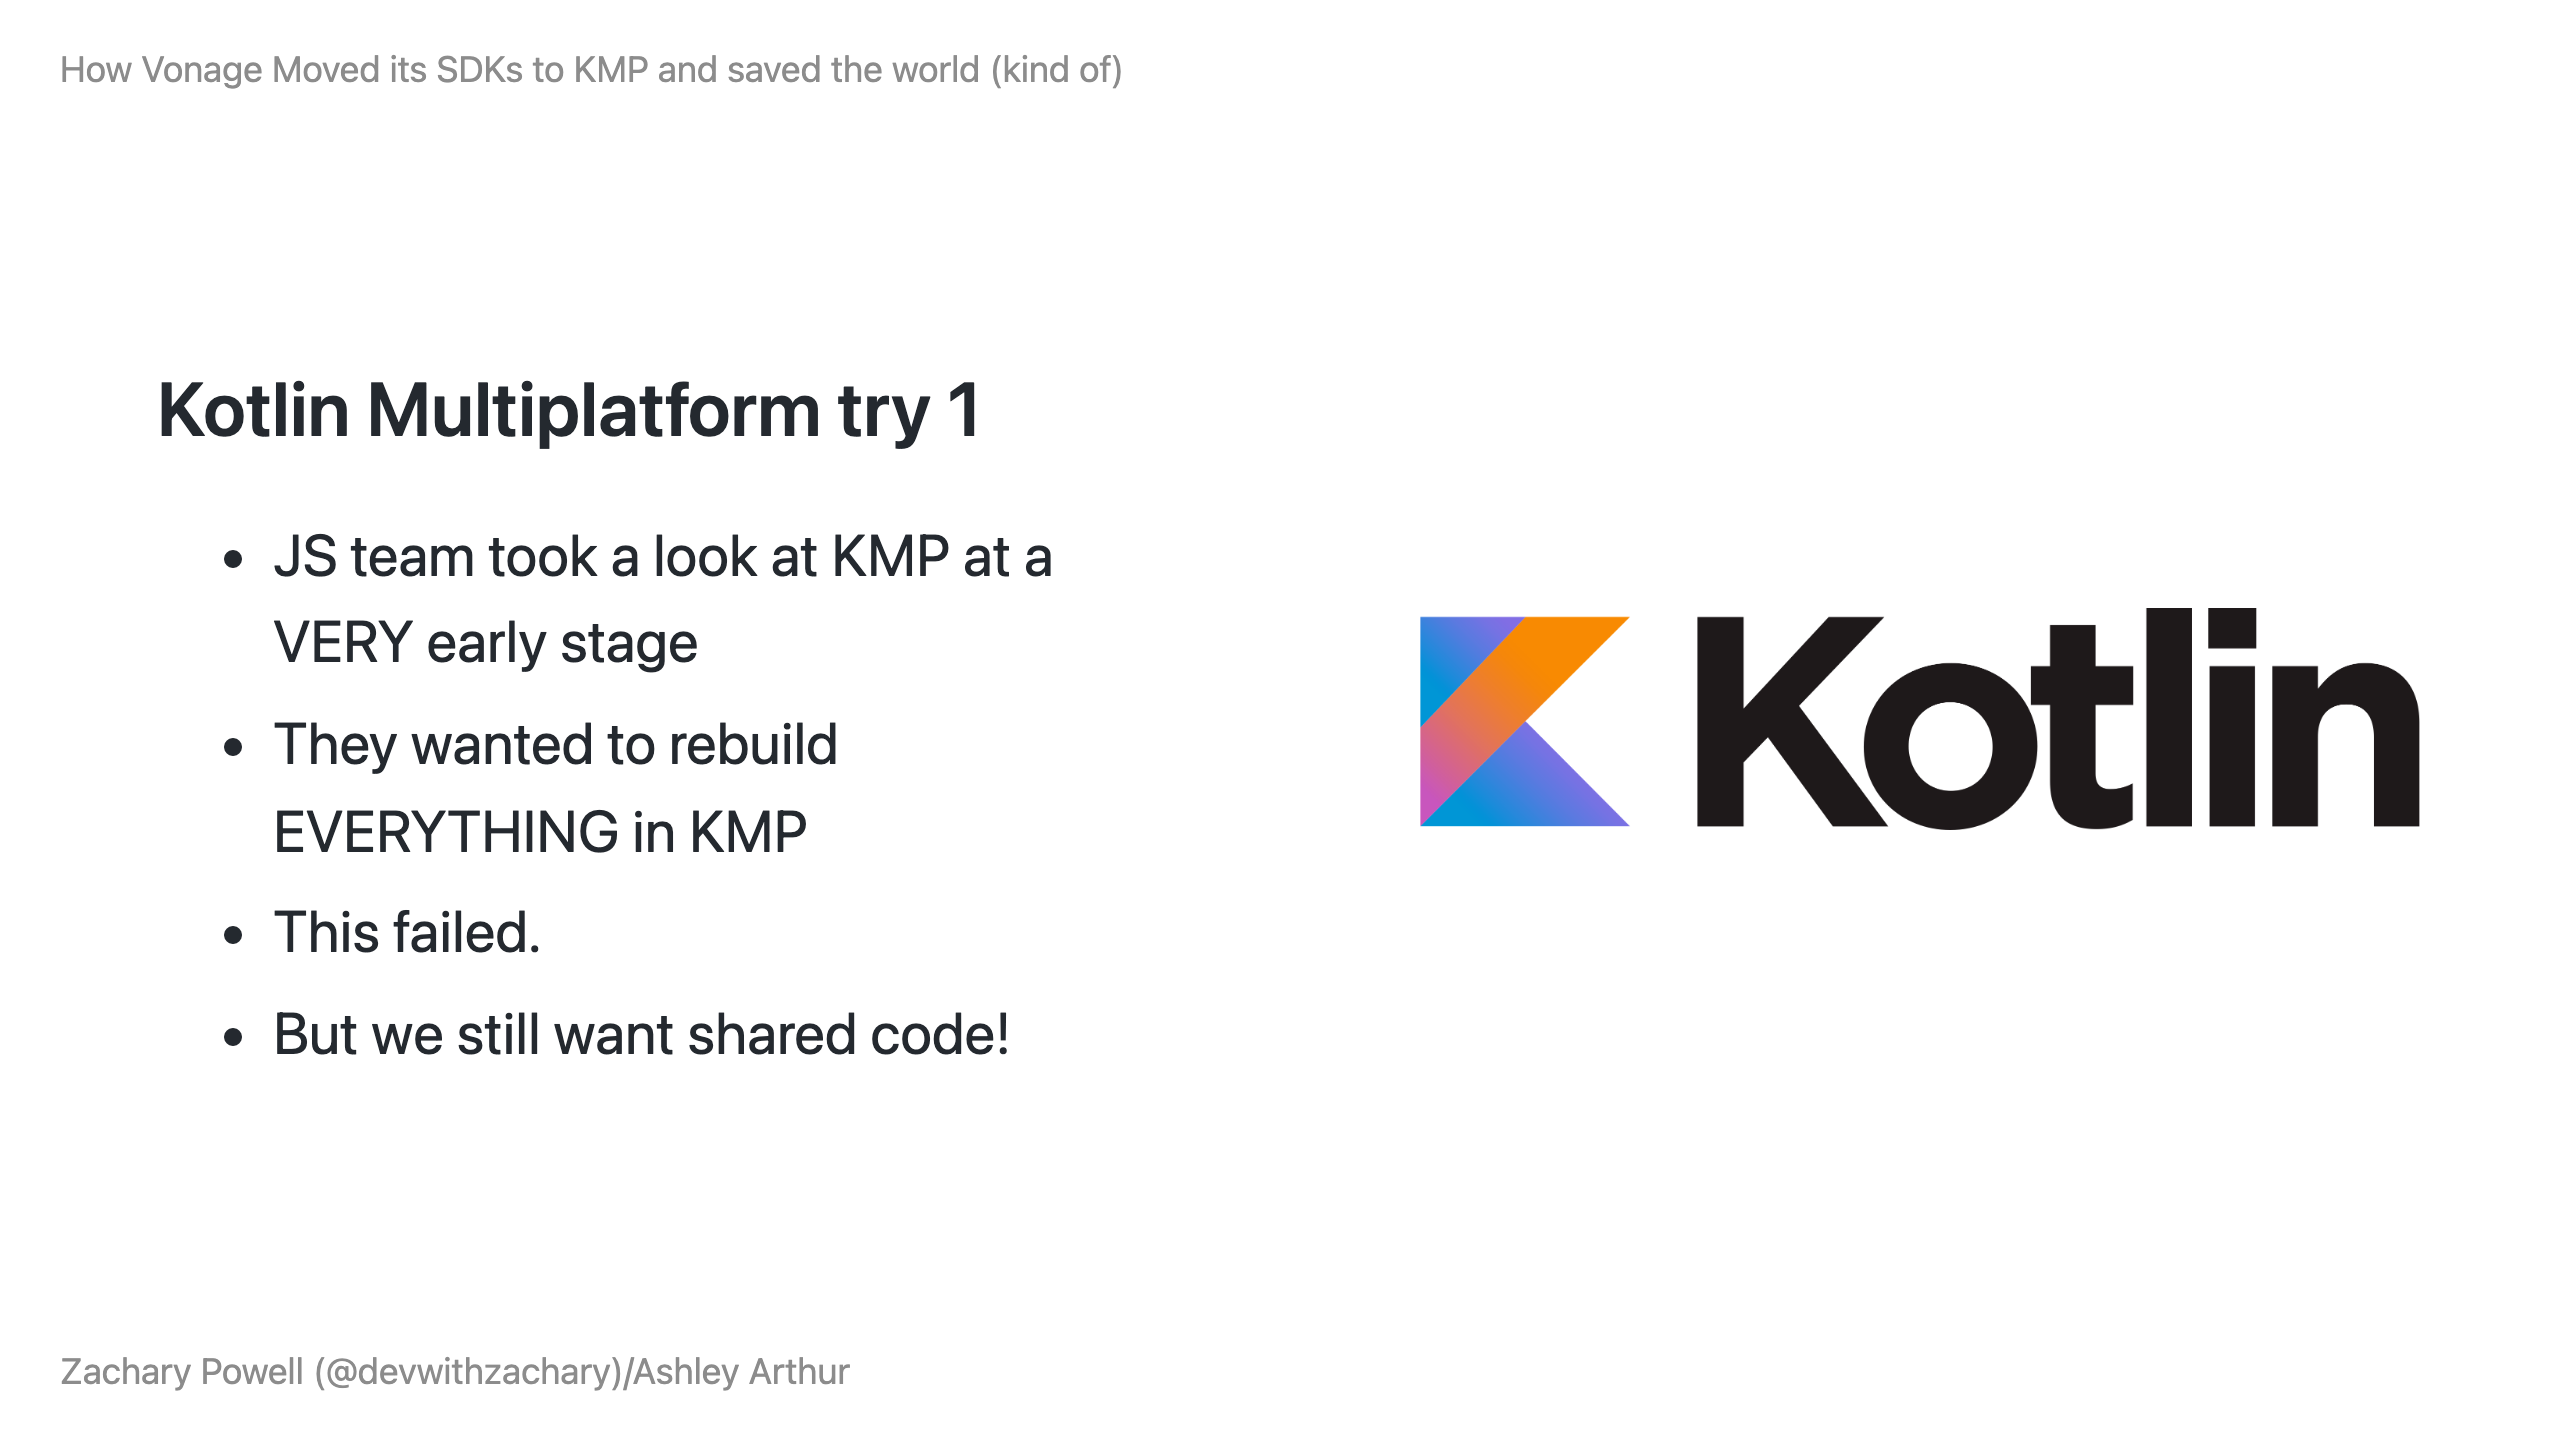 How Vonage Moved its SDKs to KMP and saved the world (kind of)
Kotlin Multiplatform try 1
• JS team took a look at KMP at a
VERY early stage
• They wanted to rebuild
EVERYTHING in KMP
• This failed.
• But we still want shared code!
Kotlin
Zachary Powell (@devwithzachary)/Ashley Arthur